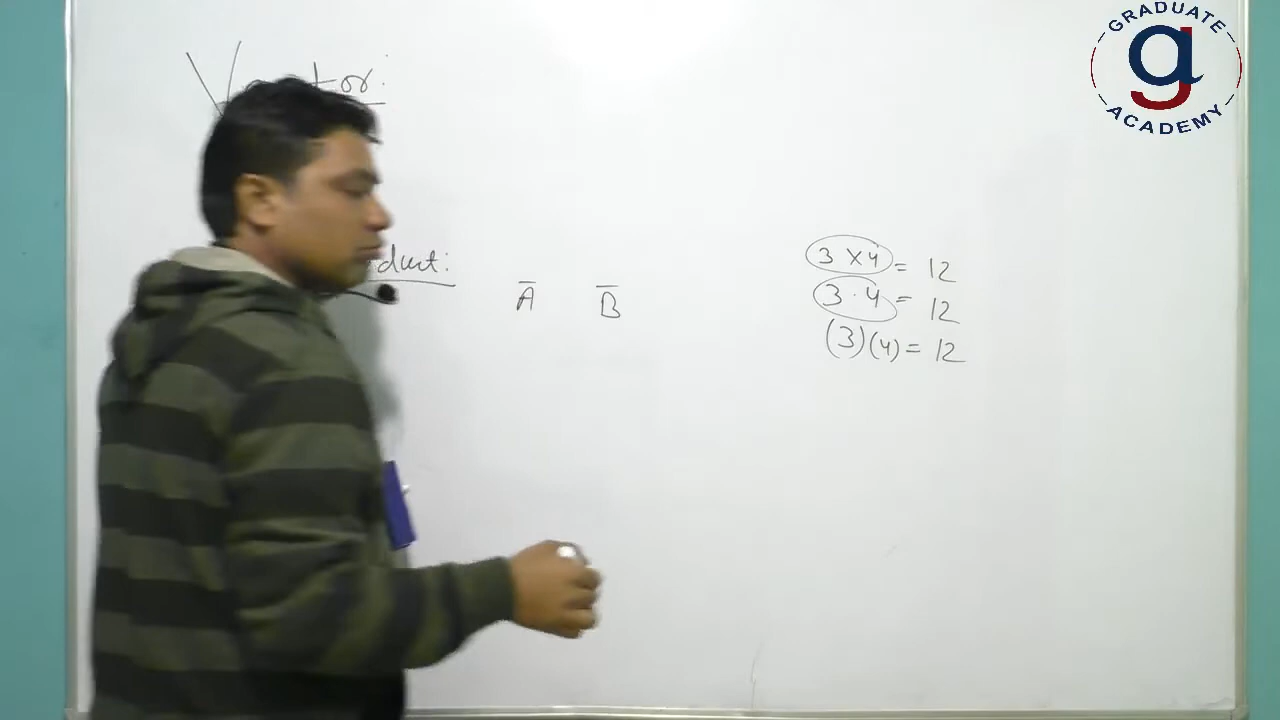 GRADUATE
a
ACADEMY
3 × 4 = 12
A̅ B̅
3 · 4 = 12
(3)(4) = 12